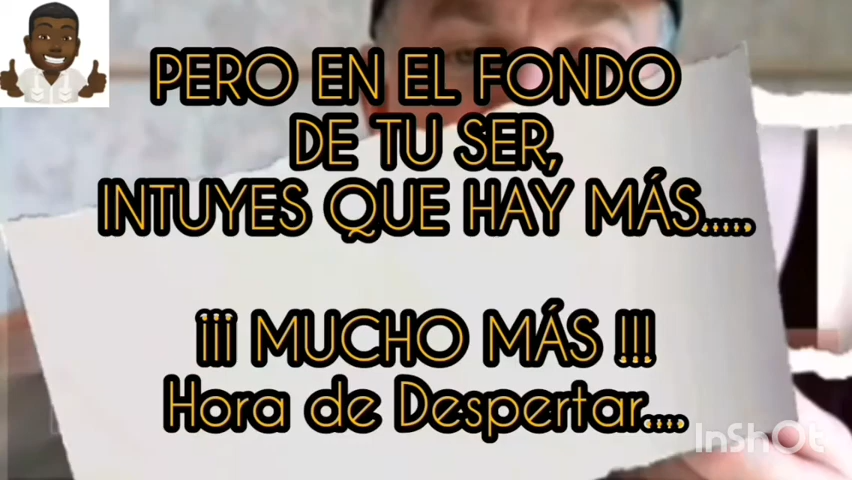 PERO EN EL FONDO
DE TU SER,
INTUYES QUE HAY MÁS.....
¡¡¡ MUCHO MÁS !!!
Hora de Despertar....
InShOt